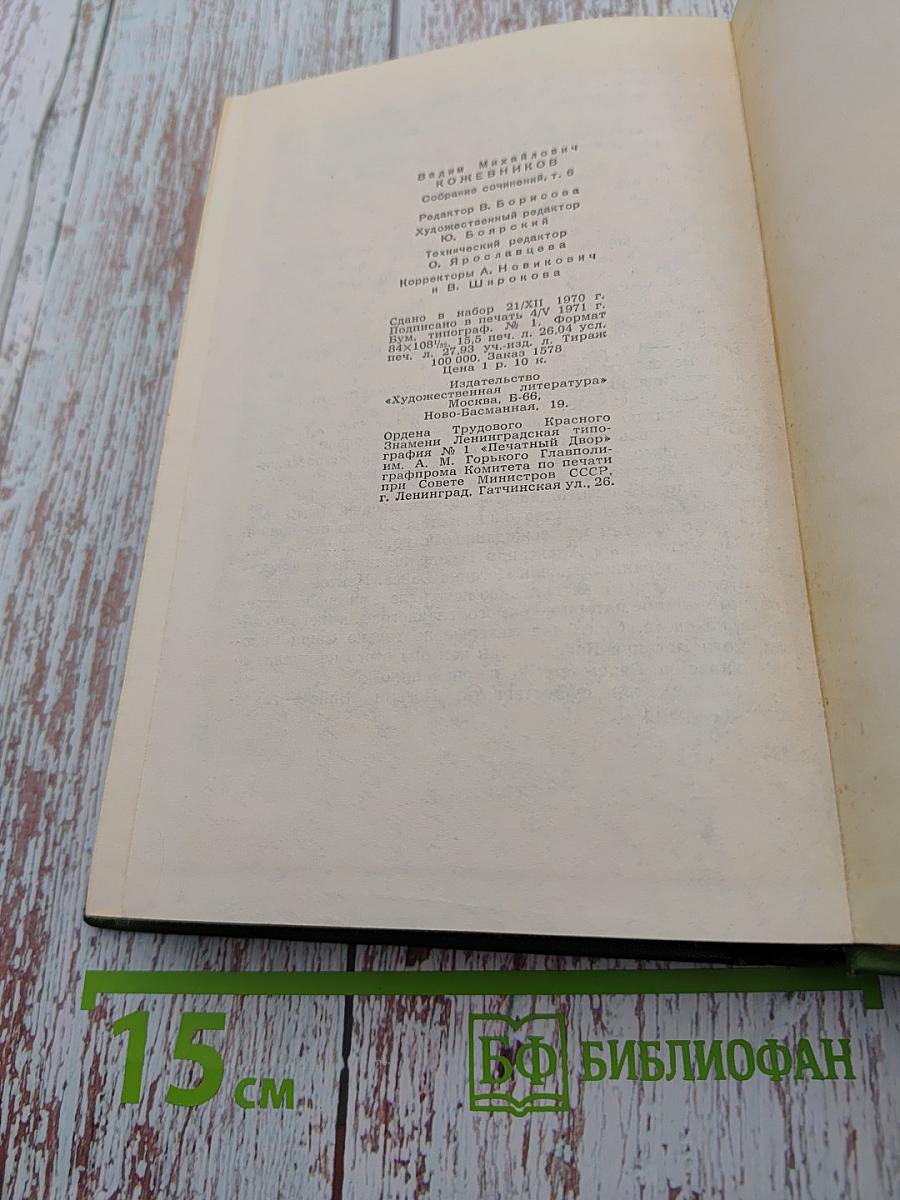 Вадим Михайлович
КОЖЕВНИКОВ
Собрание сочинений, т. 6
Редактор В. Борисова
Художественный редактор
Ю. Боярский
Технический редактор
О. Ярославцева
Корректоры А. Новикович
и В. Широкова
Сдано в набор 21/XII 1970 г.
Подписано в печать 4/V 1971 г.
Бум. типограф. № 1. Формат
84×108¹/₃₂. 15,5 печ. л. 26,04 усл.
печ. л. 27,93 уч.-изд. л. Тираж
100 000. Заказ 1578
Цена 1 р. 10 к.
Издательство
«Художественная литература»
Москва, Б-66,
Ново-Басманная, 19.
Ордена Трудового Красного
Знамени Ленинградская типо-
графия № 1 «Печатный Двор»
им. А. М. Горького Главполи-
графпрома Комитета по печати
при Совете Министров СССР,
г. Ленинград, Гатчинская ул., 26.
15 см
БФ БИБЛИОФАН